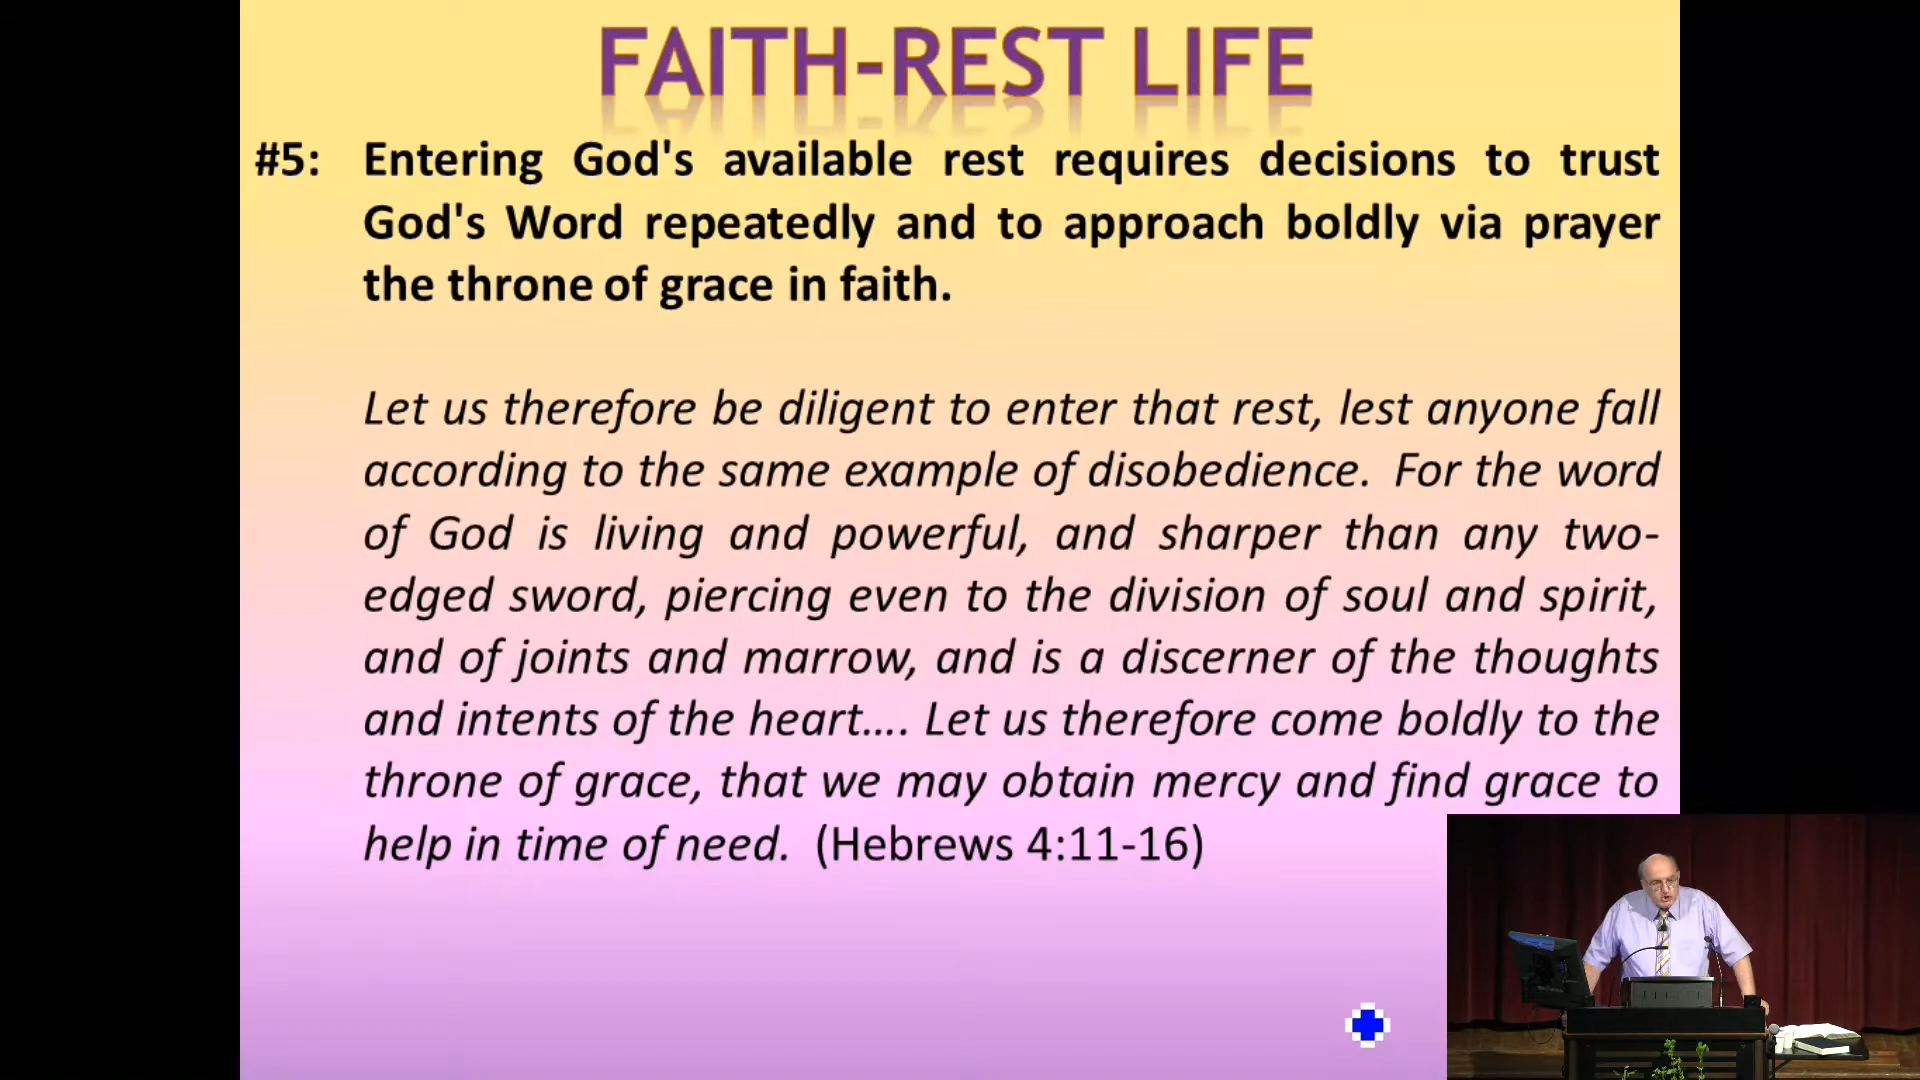 FAITH-REST LIFE
#5: Entering God's available rest requires decisions to trust
God's Word repeatedly and to approach boldly via prayer
the throne of grace in faith.
Let us therefore be diligent to enter that rest, lest anyone fall
according to the same example of disobedience. For the word
of God is living and powerful, and sharper than any two-
edged sword, piercing even to the division of soul and spirit,
and of joints and marrow, and is a discerner of the thoughts
and intents of the heart.... Let us therefore come boldly to the
throne of grace, that we may obtain mercy and find grace to
help in time of need. (Hebrews 4:11-16)